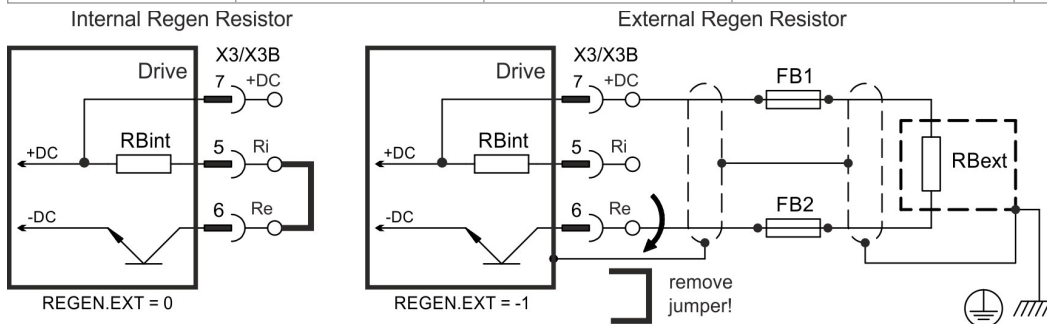 Internal Regen Resistor
External Regen Resistor
X3/X3B
Drive
7
+DC
+DC
RBint
5
Ri
-DC
6
Re
REGEN.EXT = 0
X3/X3B
Drive
7
+DC
FB1
+DC
RBint
5
Ri
RBext
-DC
6
Re
FB2
REGEN.EXT = -1
remove
jumper!